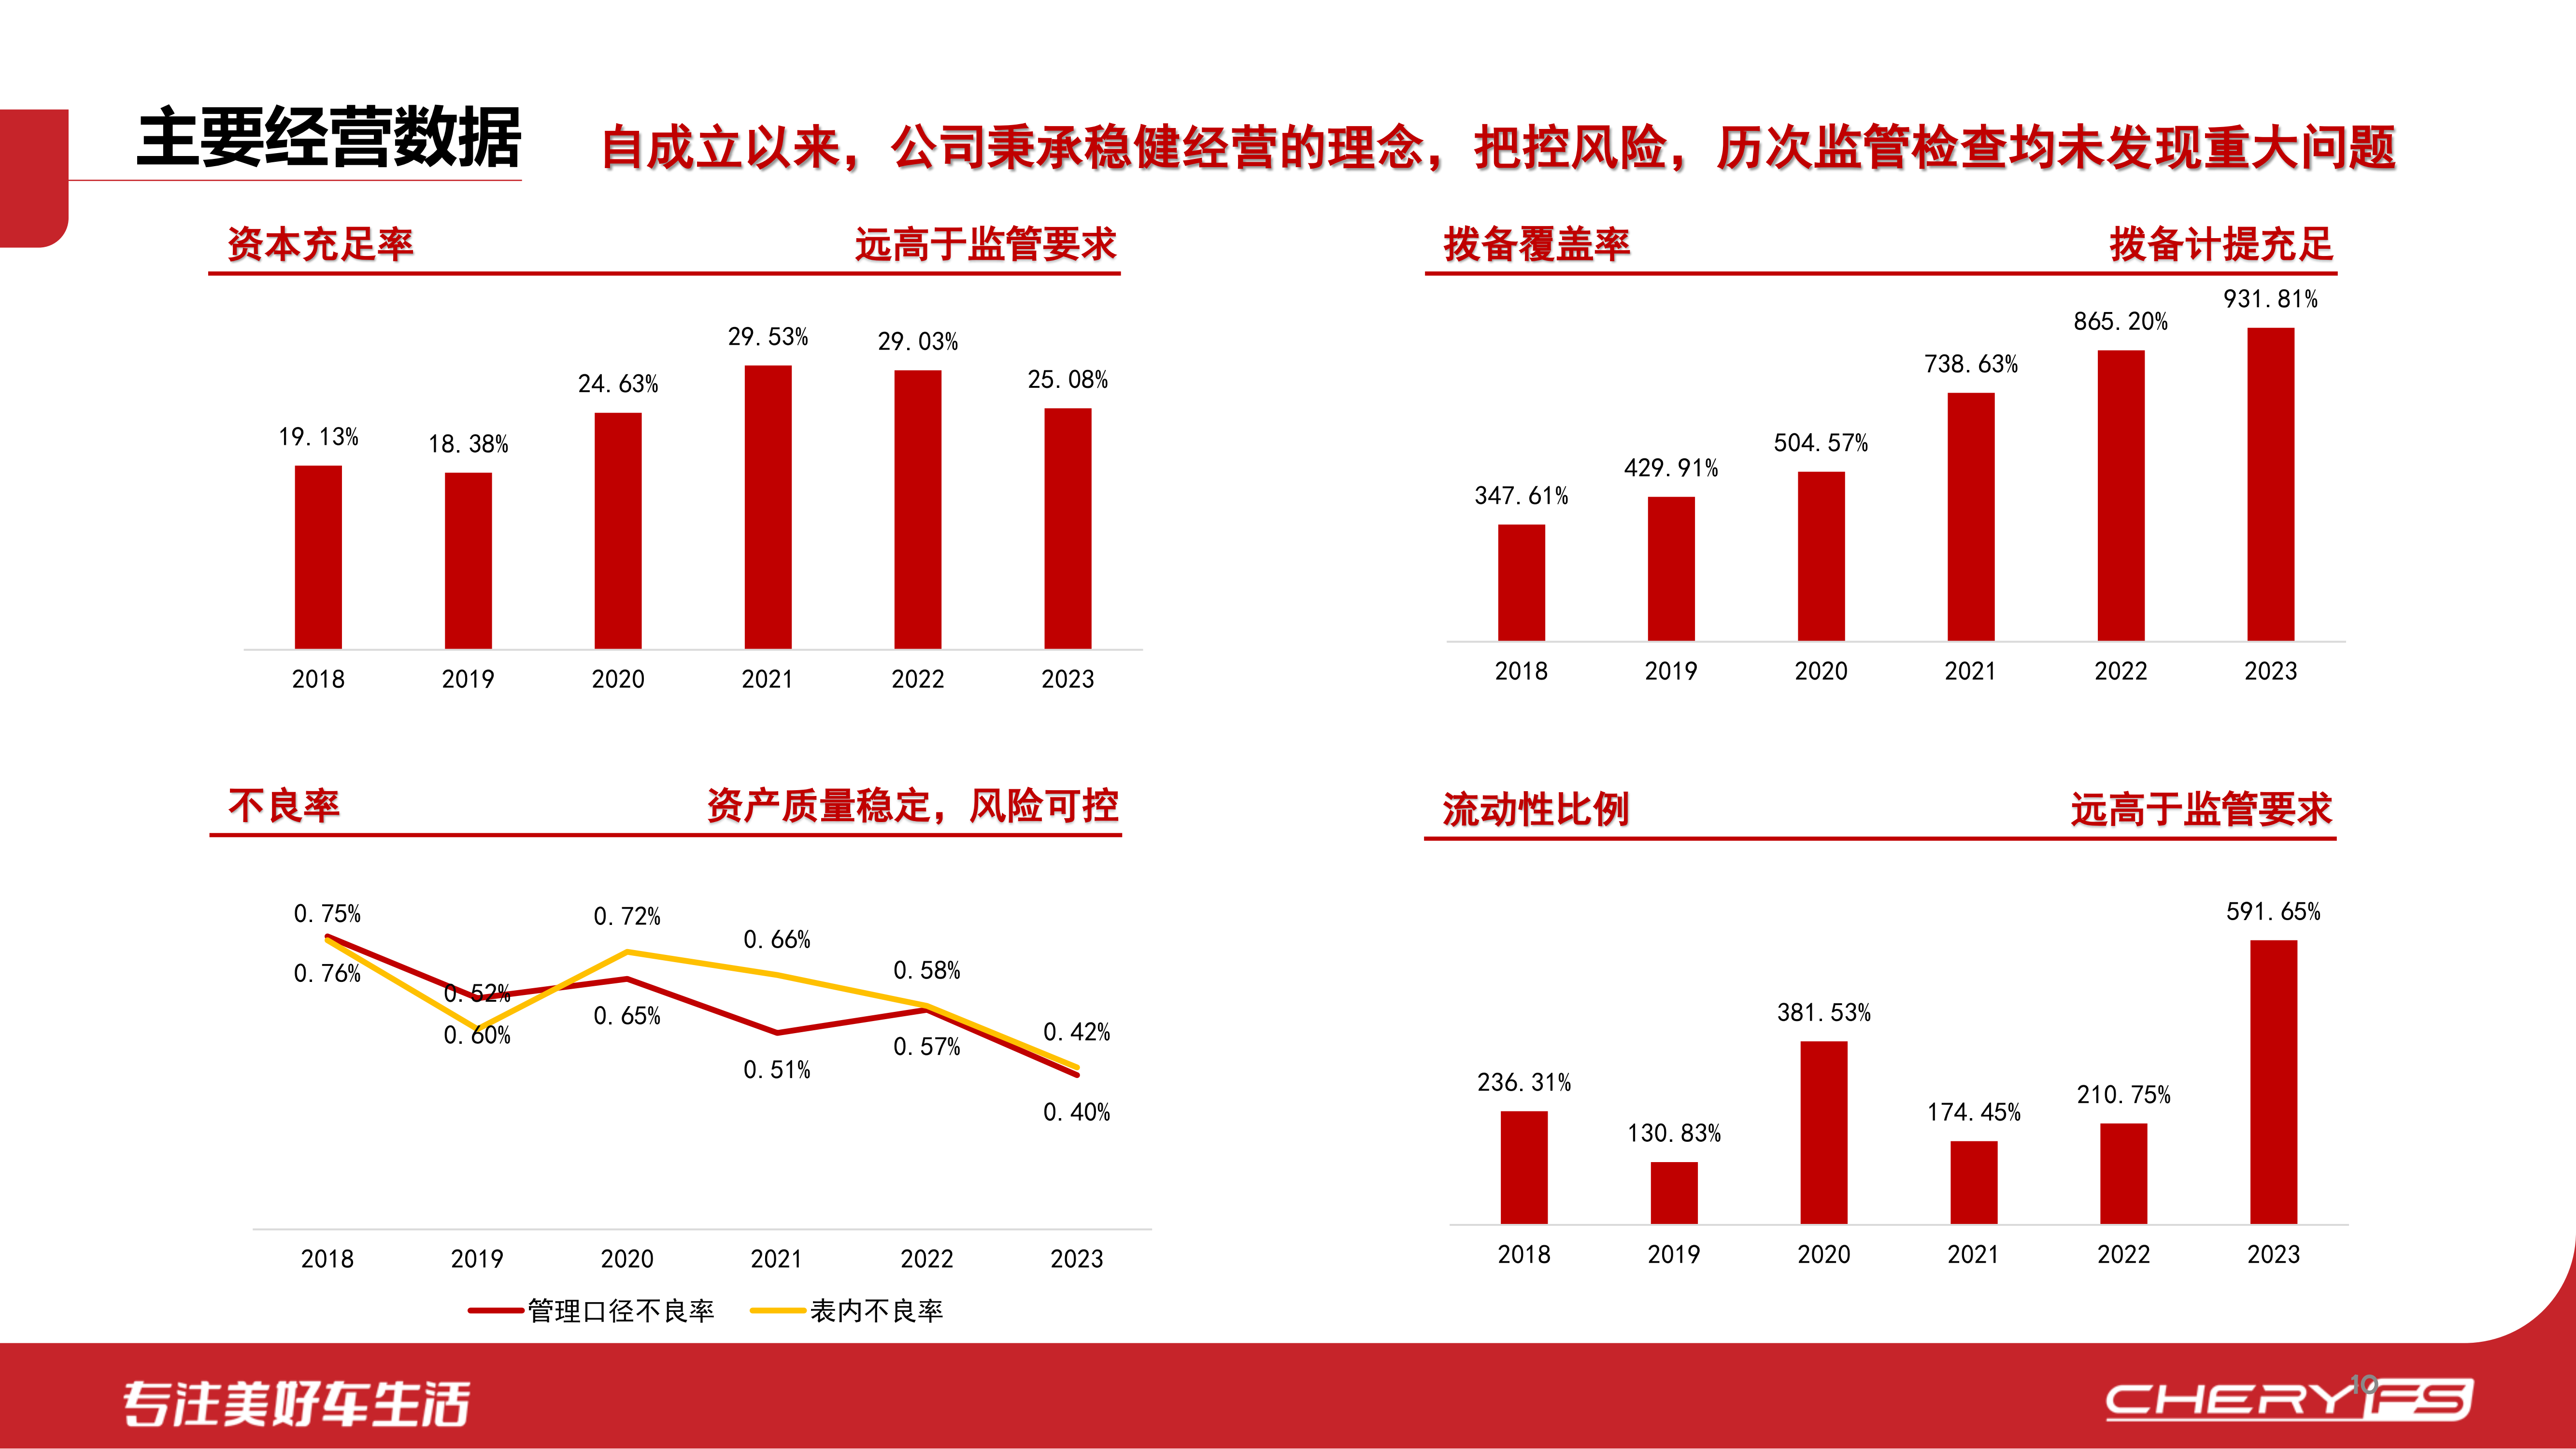 主要经营数据
自成立以来，公司秉承稳健经营的理念，把控风险，历次监管检查均未发现重大问题
资本充足率 远高于监管要求
29.53%
29.03%
25.08%
24.63%
19.13%
18.38%
2018 2019 2020 2021 2022 2023
拨备覆盖率 拨备计提充足
931.81%
865.20%
738.63%
504.57%
429.91%
347.61%
2018 2019 2020 2021 2022 2023
不良率 资产质量稳定，风险可控
0.75% 0.72%
0.66%
0.58%
0.76%
0.52%
0.65%
0.60%
0.42%
0.57%
0.51%
0.40%
2018 2019 2020 2021 2022 2023
管理口径不良率 表内不良率
流动性比例 远高于监管要求
591.65%
381.53%
236.31%
210.75%
174.45%
130.83%
2018 2019 2020 2021 2022 2023
专注美好车生活
10
CHERYFS